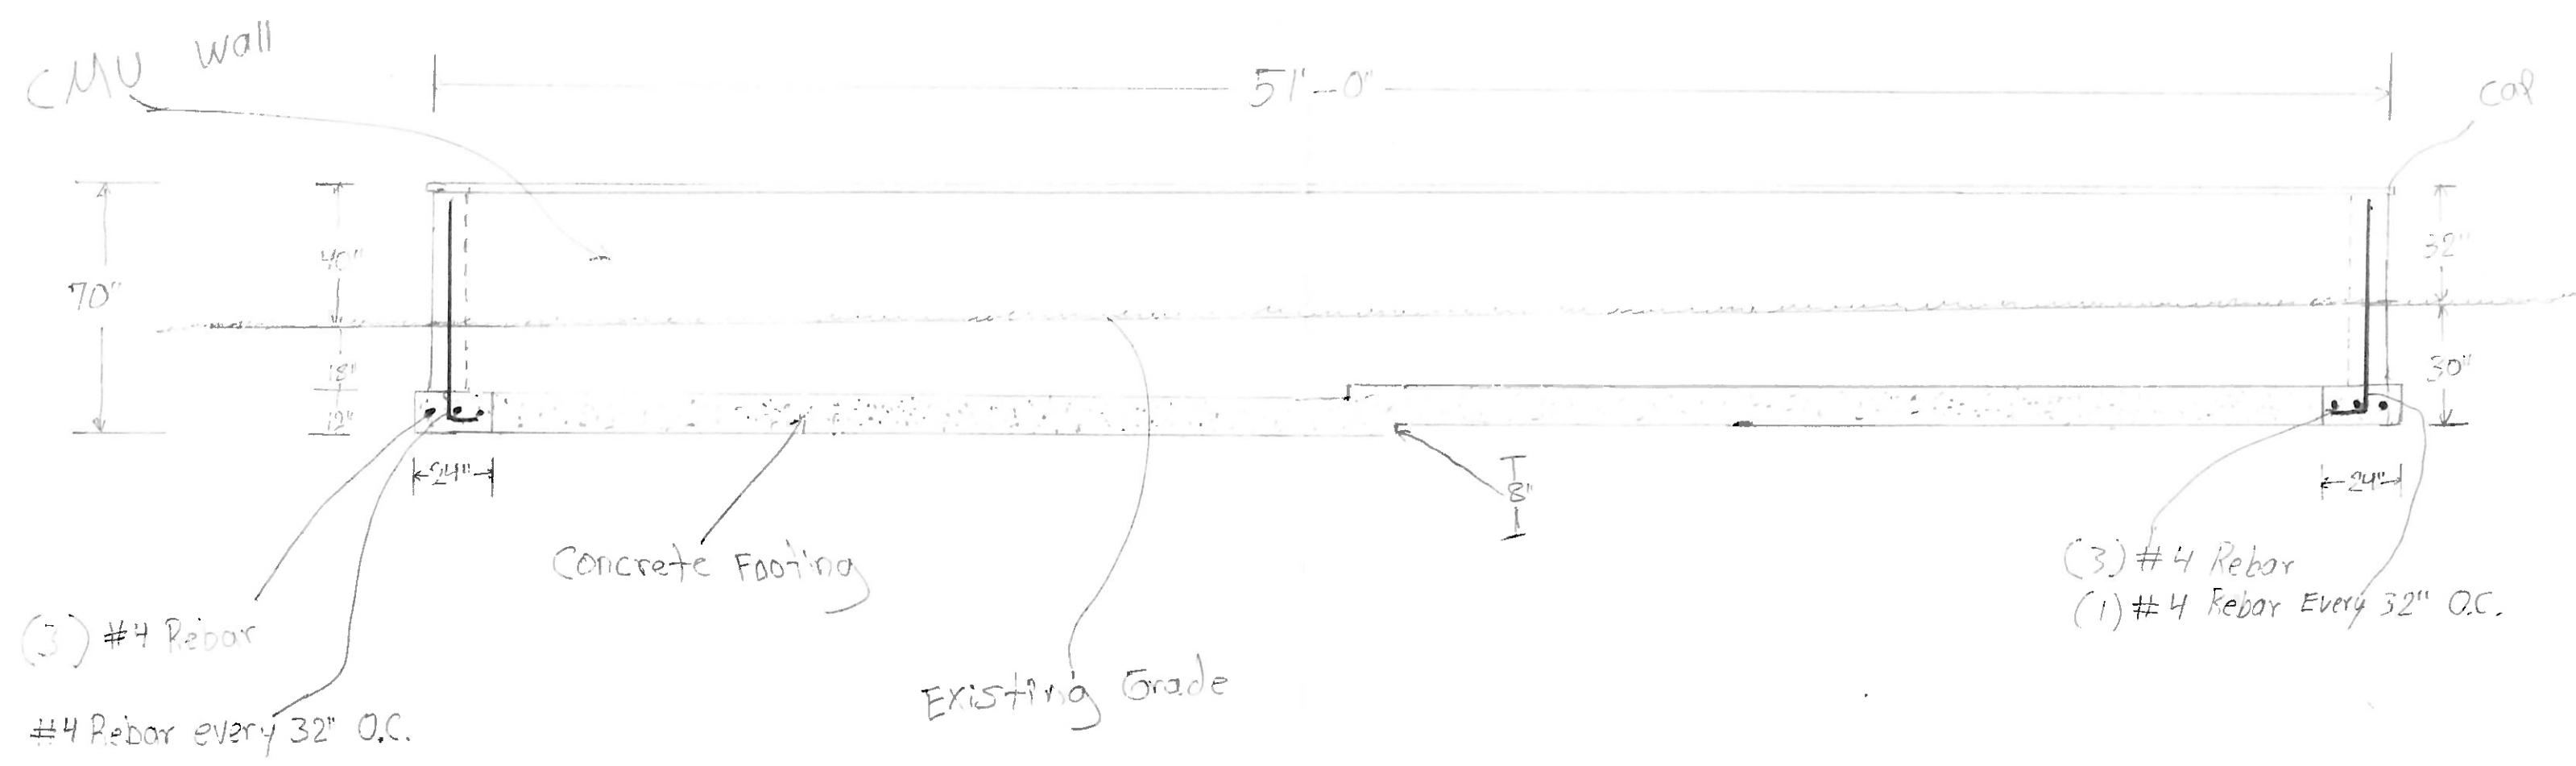 CMU Wall
51'-0"
Cap
70"
40"
32"
18"
30"
12"
24"
8"
24"
Concrete Footing
(3) #4 Rebar
(1) #4 Rebar Every 32" O.C.
(3) #4 Rebar
Existing Grade
#4 Rebar every 32" O.C.